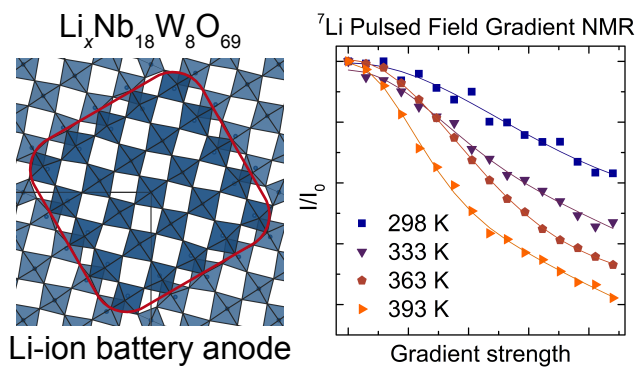 LiₓNb₁₈W₈O₆₉
Li-ion battery anode
⁷Li Pulsed Field Gradient NMR
I/I₀
298 K
333 K
363 K
393 K
Gradient strength